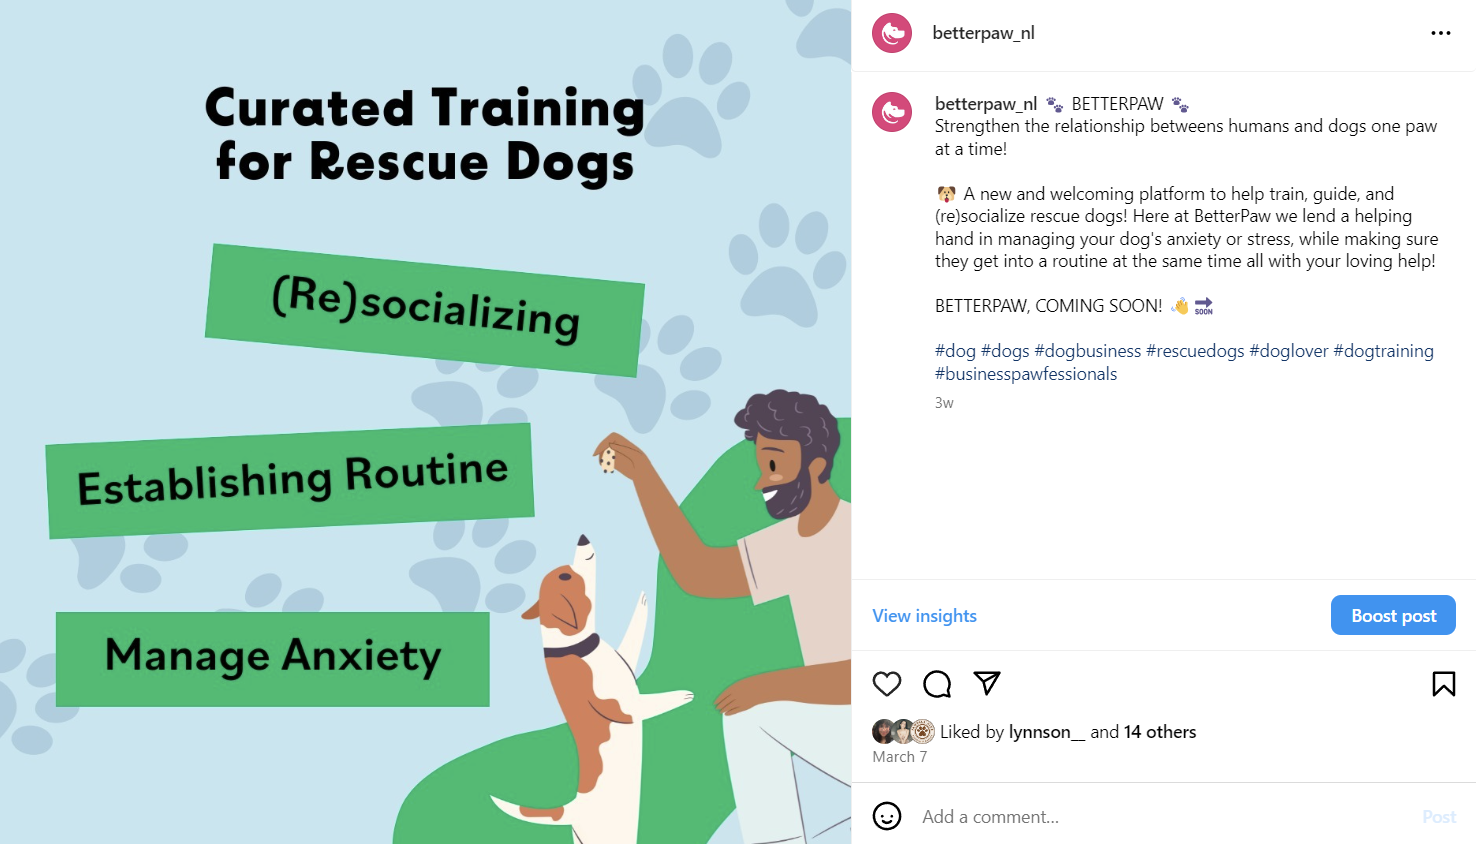 Curated Training
for Rescue Dogs
(Re)socializing
Establishing Routine
Manage Anxiety
betterpaw_nl
betterpaw_nl 🐾 BETTERPAW 🐾
Strengthen the relationship betweens humans and dogs one paw
at a time!
🐶 A new and welcoming platform to help train, guide, and
(re)socialize rescue dogs! Here at BetterPaw we lend a helping
hand in managing your dog's anxiety or stress, while making sure
they get into a routine at the same time all with your loving help!
BETTERPAW, COMING SOON! 👋 🔜
#dog #dogs #dogbusiness #rescuedogs #doglover #dogtraining
#businesspawfessionals
3w
View insights
Boost post
Liked by lynnson__ and 14 others
March 7
Add a comment...
Post